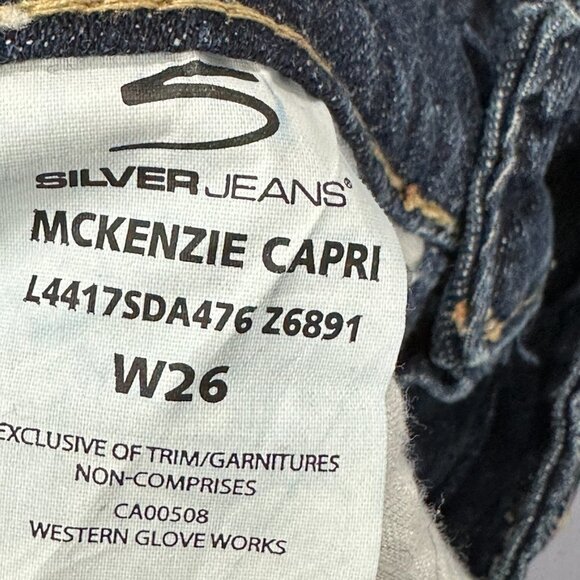 SILVER JEANS®
MCKENZIE CAPRI
L4417SDA476 Z6891
W26
EXCLUSIVE OF TRIM/GARNITURES
NON-COMPRISES
CA00508
WESTERN GLOVE WORKS